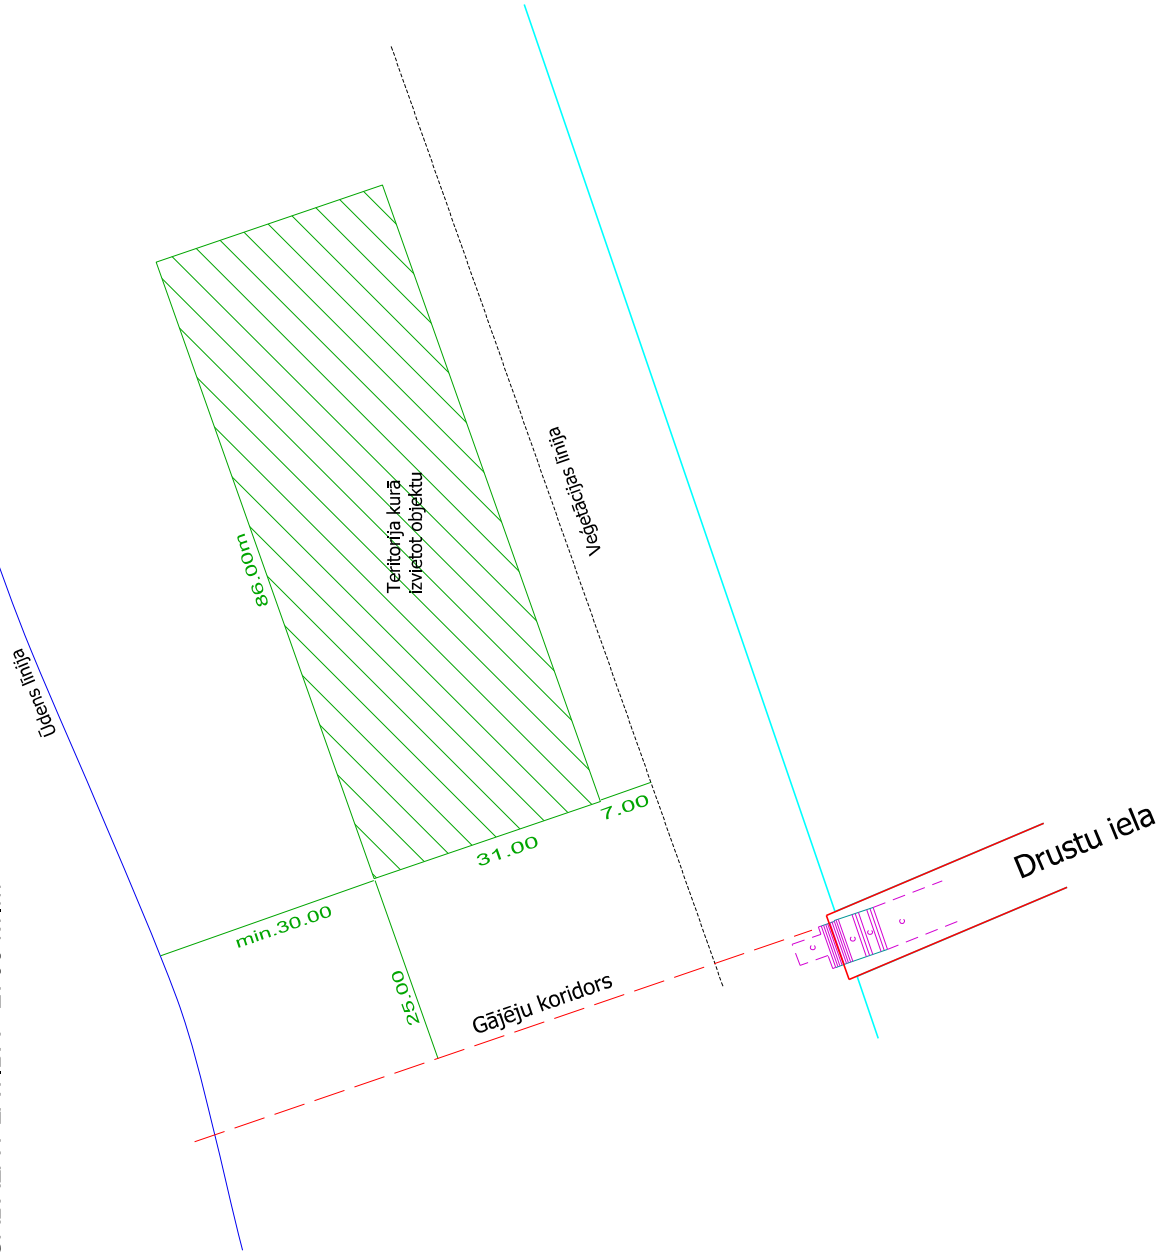 Teritorija kurā
izvietot objektu
Veģetācijas līnija
86.00m
Ūdens līnija
7.00
31.00
min.30.00
25.00
Gājēju koridors
Drustu iela
c
c
c
c